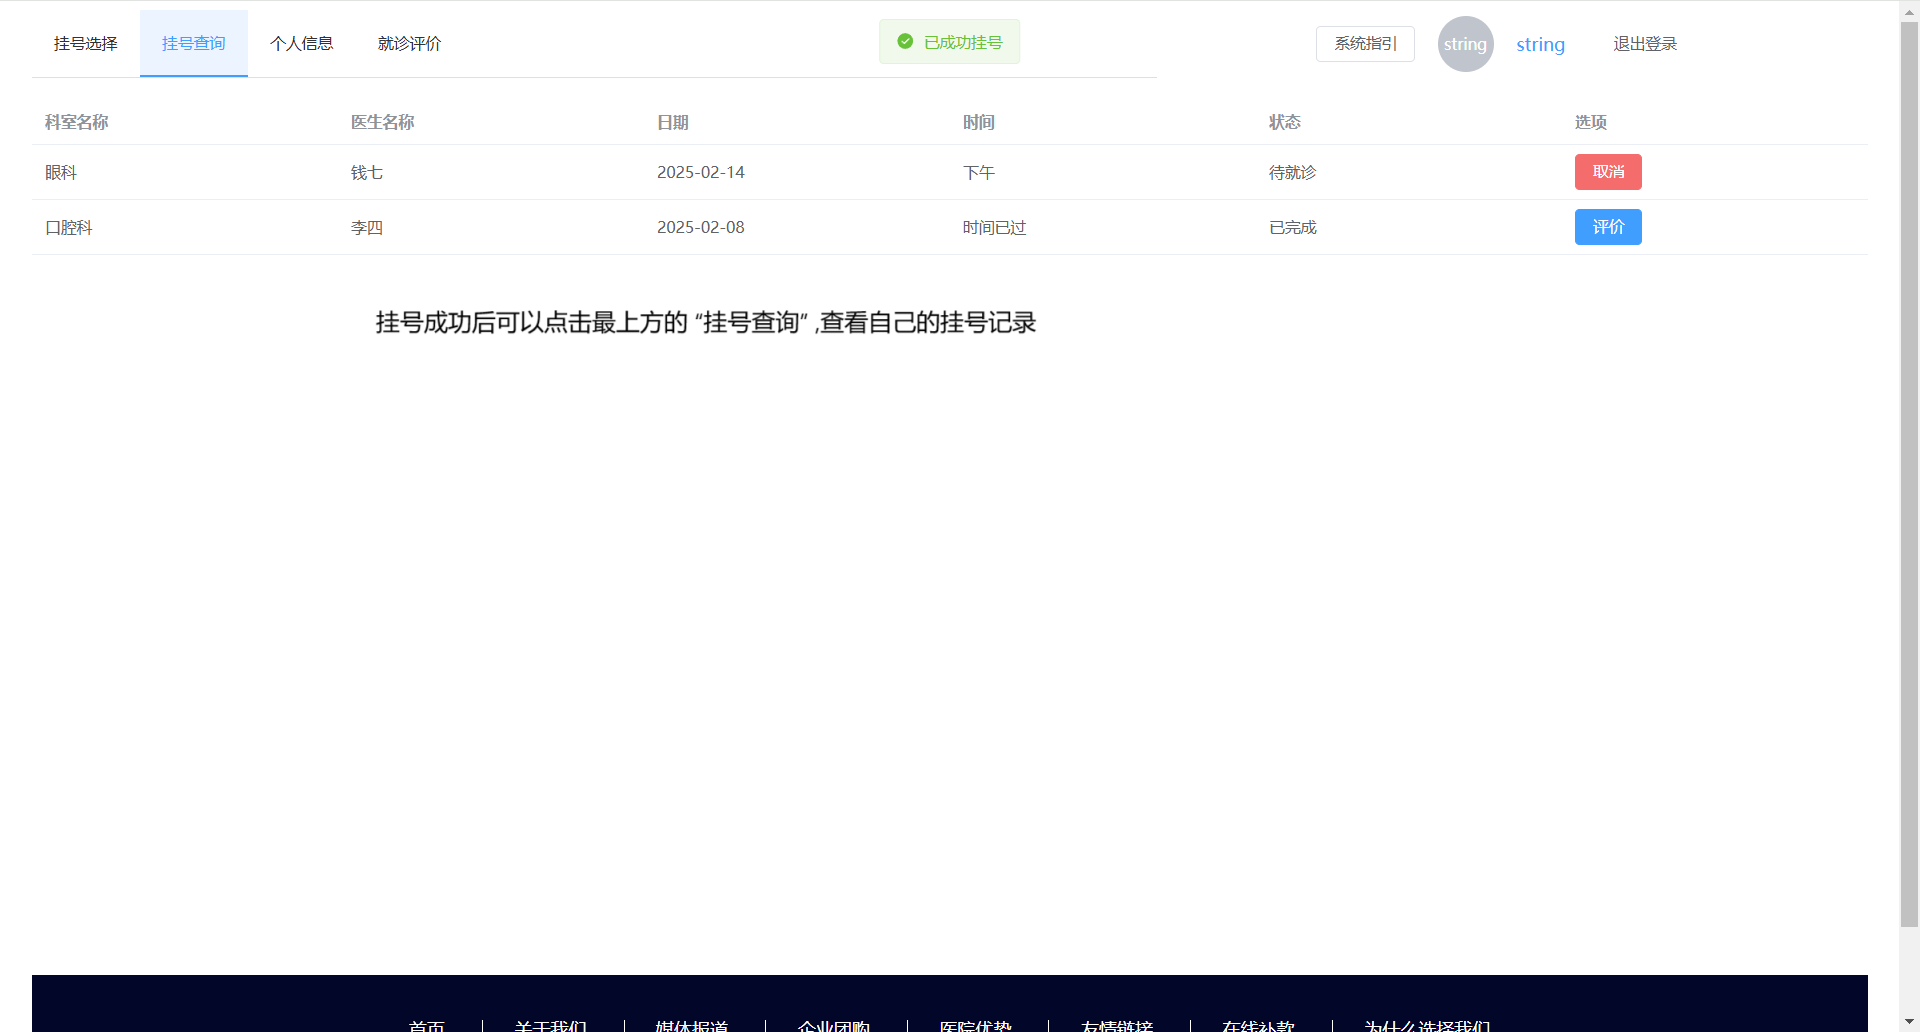 挂号选择 挂号查询 个人信息 就诊评价 已成功挂号 系统指引 string string 退出登录
科室名称 医生名称 日期 时间 状态 选项
眼科 钱七 2025-02-14 下午 待就诊 取消
口腔科 李四 2025-02-08 时间已过 已完成 评价
挂号成功后可以点击最上方的 “挂号查询” ,查看自己的挂号记录
首页 关于我们 媒体报道 企业团购 医院优势 友情链接 在线补款 为什么选择我们